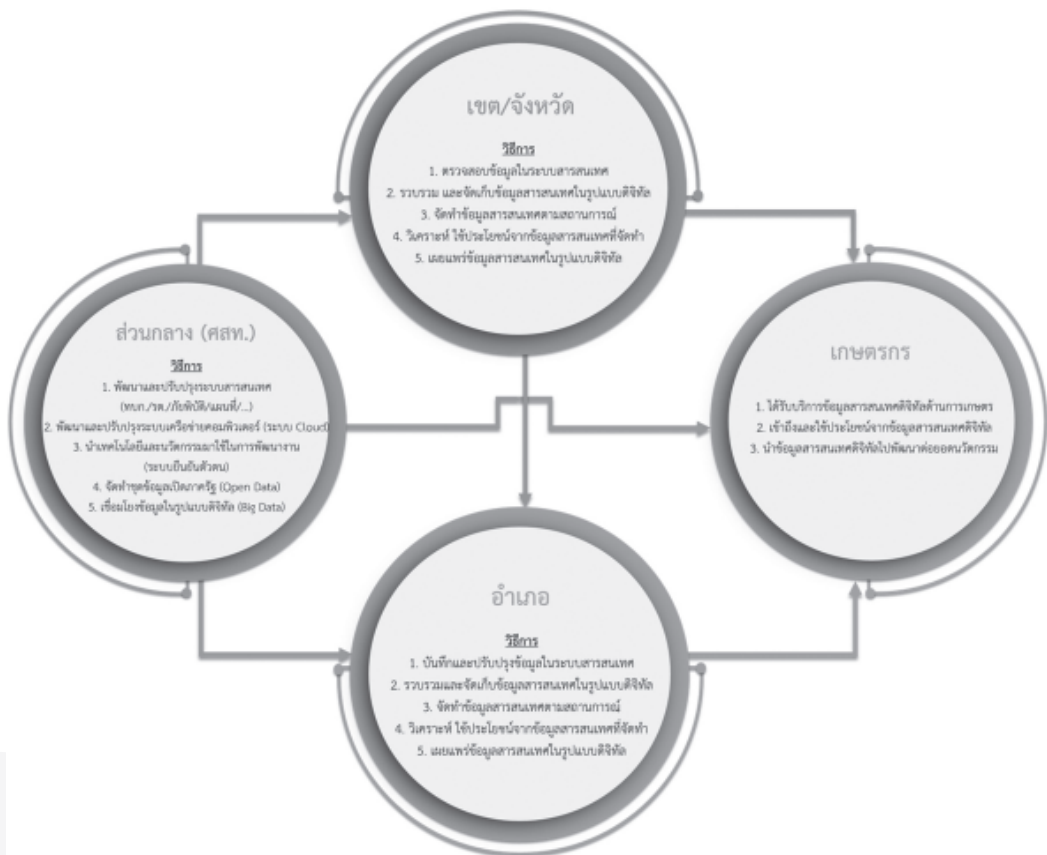 เขต/จังหวัด
วิธีการ
1. ตรวจสอบข้อมูลในระบบสารสนเทศ
2. รวบรวม และจัดเก็บข้อมูลสารสนเทศในรูปแบบดิจิทัล
3. จัดทำข้อมูลสารสนเทศตามสถานการณ์
4. วิเคราะห์ ใช้ประโยชน์จากข้อมูลสารสนเทศที่จัดทำ
5. เผยแพร่ข้อมูลสารสนเทศในรูปแบบดิจิทัล
ส่วนกลาง (ศสท.)
วิธีการ
1. พัฒนาและปรับปรุงระบบสารสนเทศ
(ทบก./รต./ภัยพิบัติ/แผนที่/...)
2. พัฒนาและปรับปรุงระบบเครือข่ายคอมพิวเตอร์ (ระบบ Cloud)
3. นำเทคโนโลยีและนวัตกรรมมาใช้ในการพัฒนางาน
(ระบบยืนยันตัวตน)
4. จัดทำชุดข้อมูลเปิดภาครัฐ (Open Data)
5. เชื่อมโยงข้อมูลในรูปแบบดิจิทัล (Big Data)
เกษตรกร
1. ได้รับบริการข้อมูลสารสนเทศดิจิทัลด้านการเกษตร
2. เข้าถึงและใช้ประโยชน์จากข้อมูลสารสนเทศดิจิทัล
3. นำข้อมูลสารสนเทศดิจิทัลไปพัฒนาต่อยอดนวัตกรรม
อำเภอ
วิธีการ
1. บันทึกและปรับปรุงข้อมูลในระบบสารสนเทศ
2. รวบรวมและจัดเก็บข้อมูลสารสนเทศในรูปแบบดิจิทัล
3. จัดทำข้อมูลสารสนเทศตามสถานการณ์
4. วิเคราะห์ ใช้ประโยชน์จากข้อมูลสารสนเทศที่จัดทำ
5. เผยแพร่ข้อมูลสารสนเทศในรูปแบบดิจิทัล